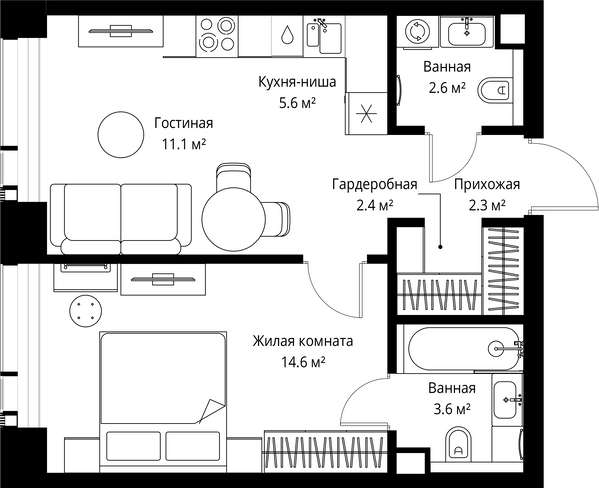 Ванная
2.6 м²
Кухня-ниша
5.6 м²
Гостиная
11.1 м²
Гардеробная
2.4 м²
Прихожая
2.3 м²
Жилая комната
14.6 м²
Ванная
3.6 м²